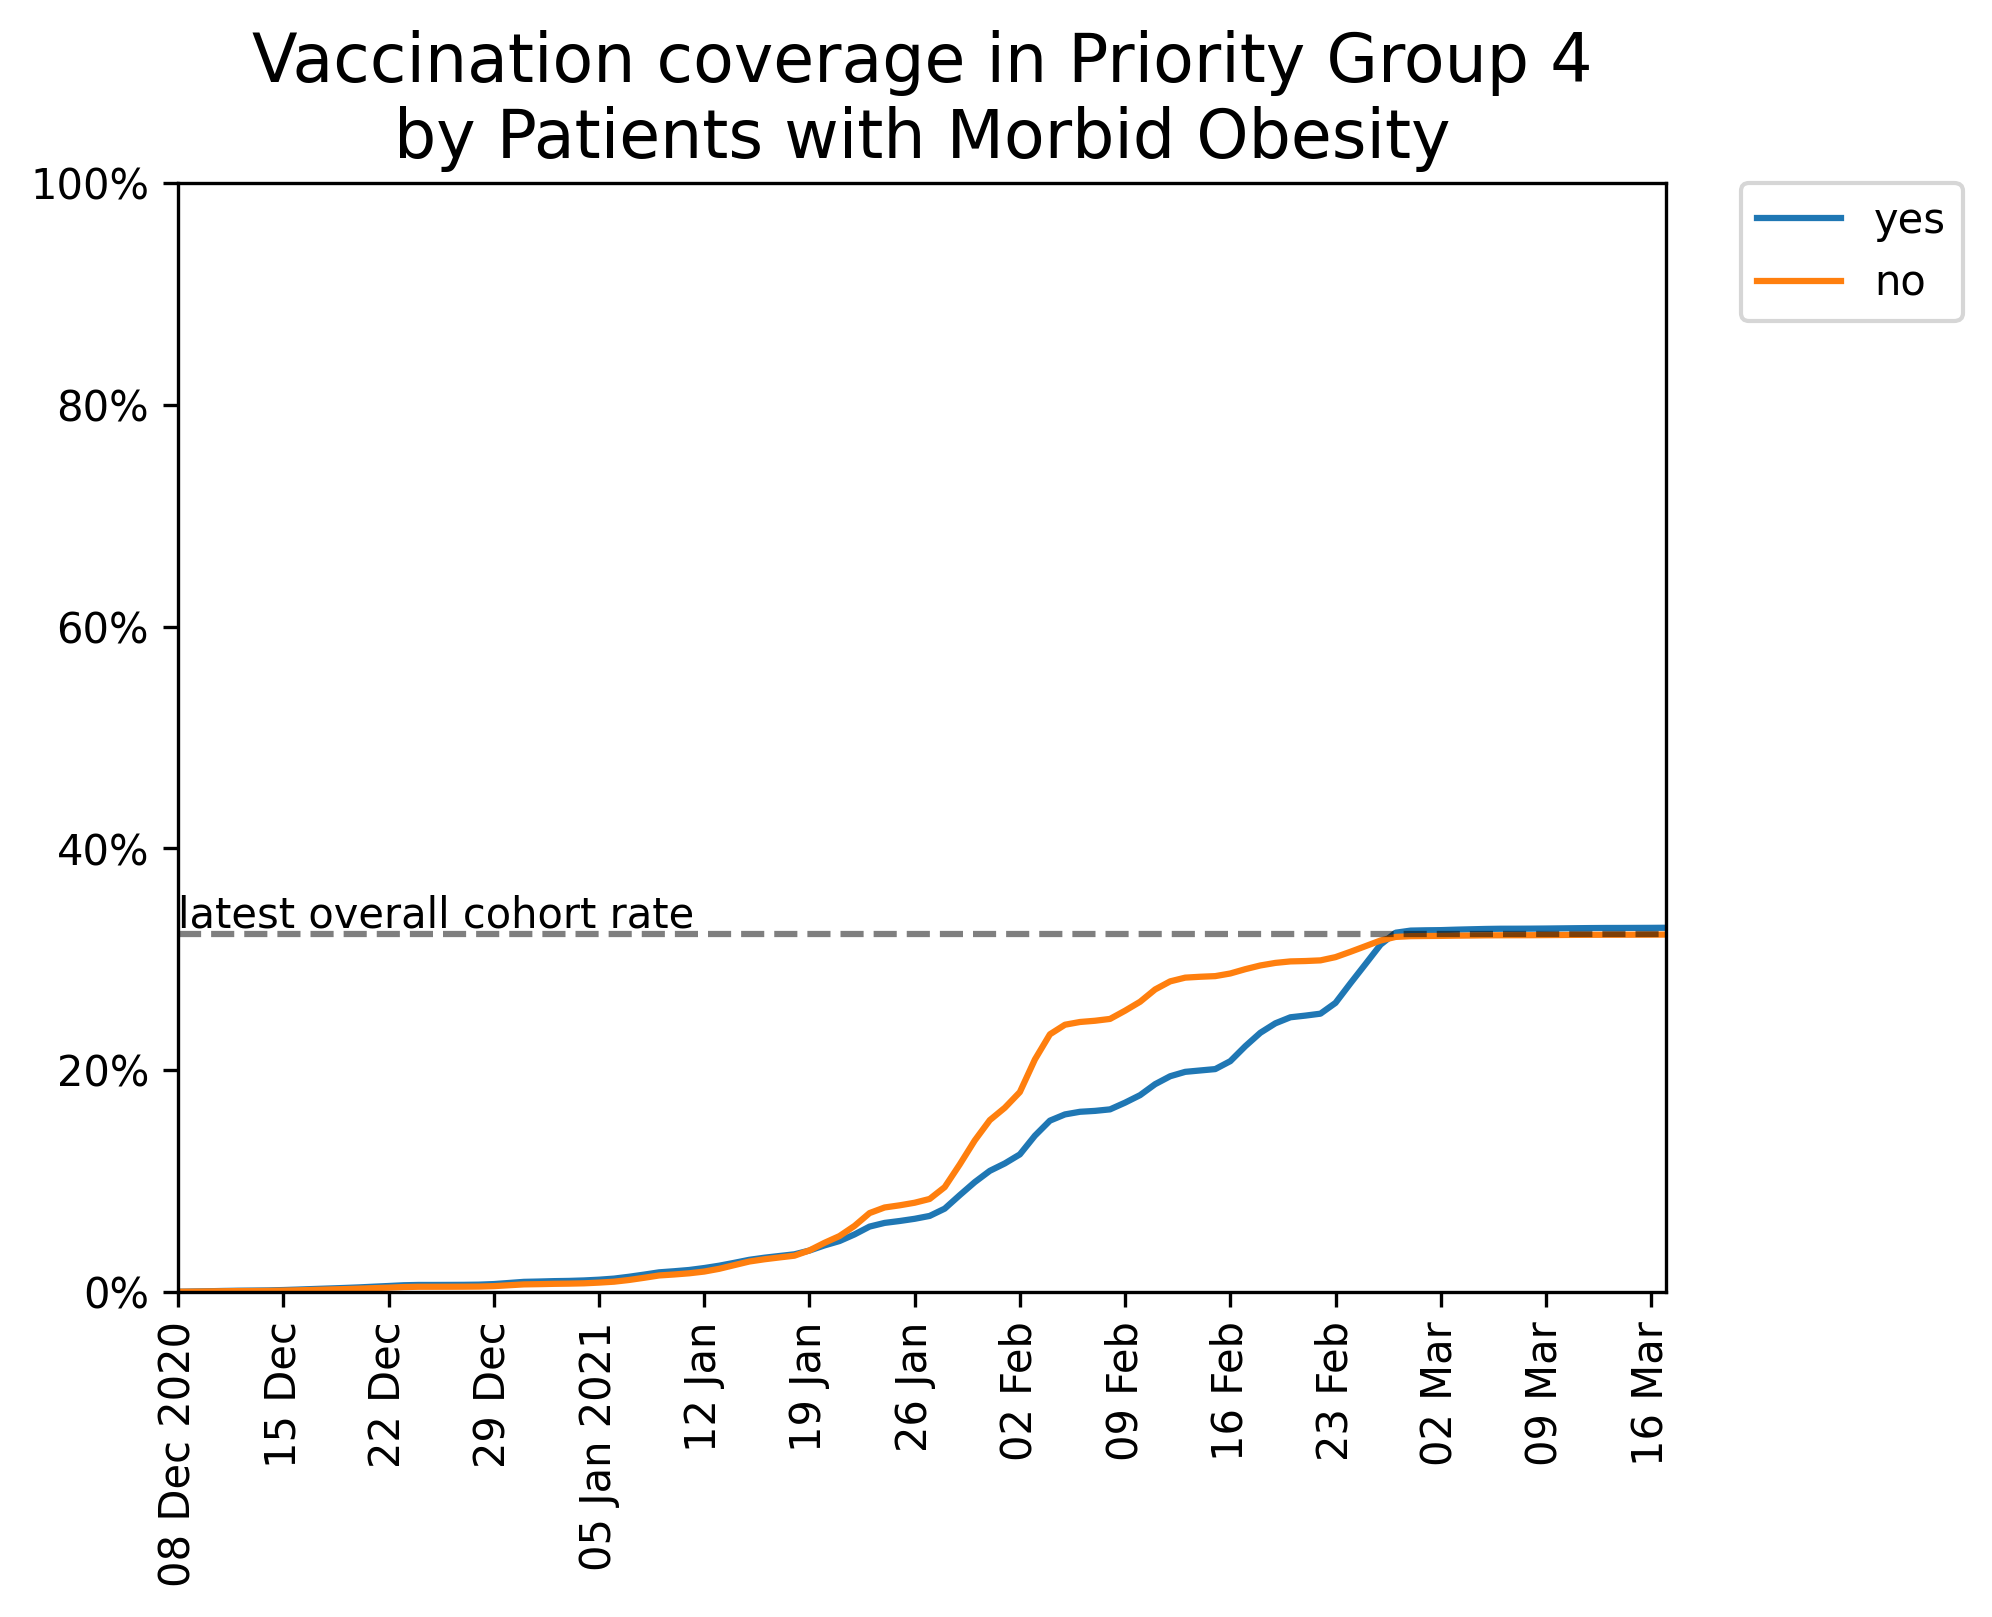 Vaccination coverage in Priority Group 4
by Patients with Morbid Obesity
100%
80%
60%
40%
20%
0%
latest overall cohort rate
yes
no
08 Dec 2020
15 Dec
22 Dec
29 Dec
05 Jan 2021
12 Jan
19 Jan
26 Jan
02 Feb
09 Feb
16 Feb
23 Feb
02 Mar
09 Mar
16 Mar